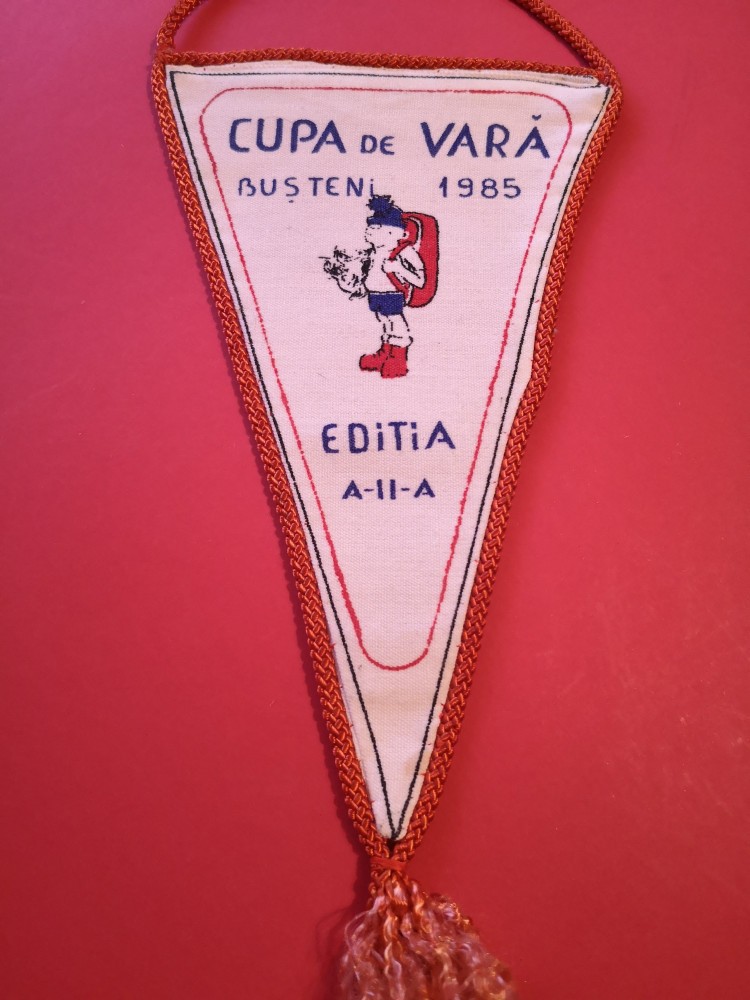 CUPA DE VARĂ
BUȘTENi 1985
EDiTiA
A-II-A